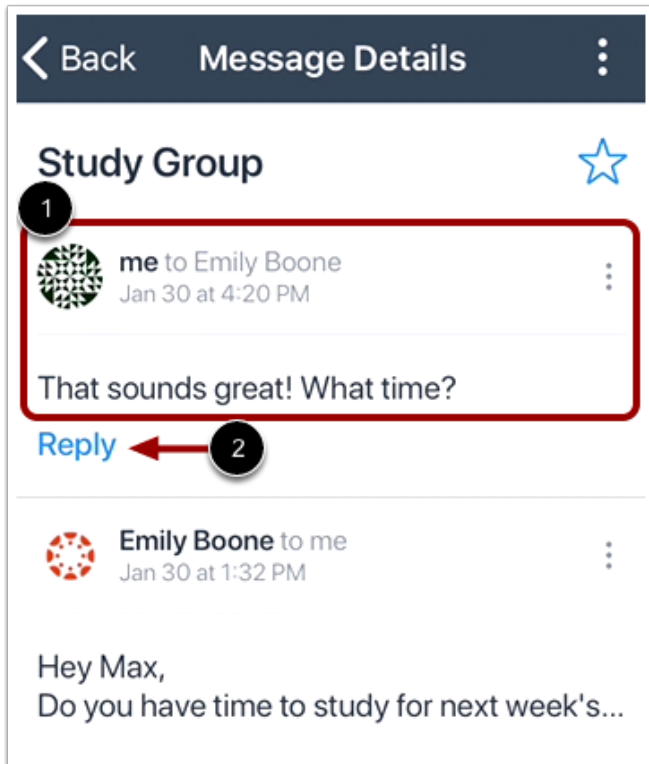 Back Message Details
Study Group
1
me to Emily Boone
Jan 30 at 4:20 PM
That sounds great! What time?
Reply 2
Emily Boone to me
Jan 30 at 1:32 PM
Hey Max,
Do you have time to study for next week's...